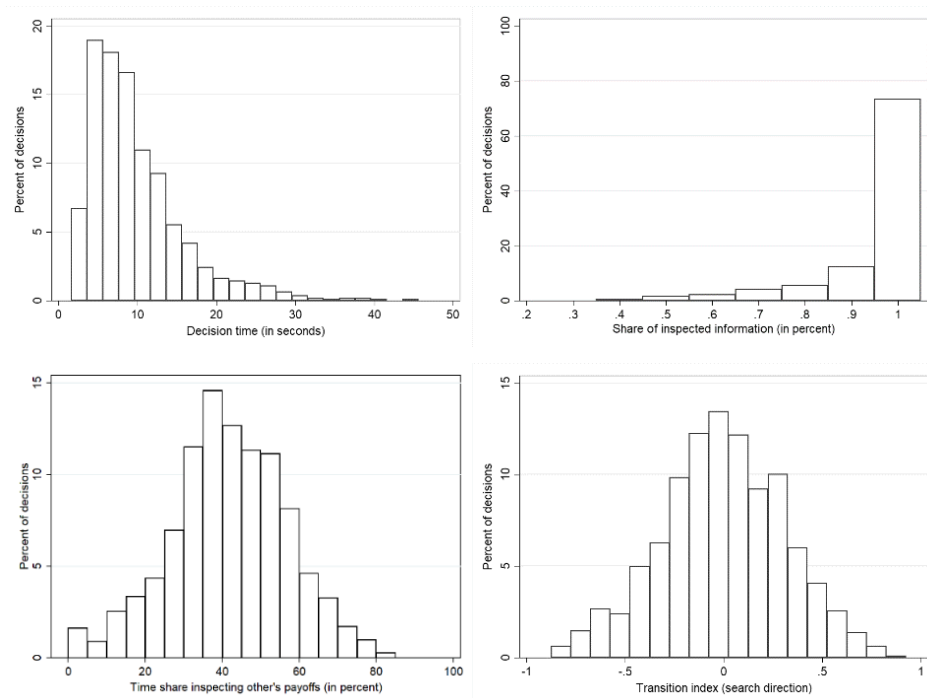 Percent of decisions
20
15
10
5
0
0 10 20 30 40 50
Decision time (in seconds)
Percent of decisions
100
80
60
40
20
0
.2 .3 .4 .5 .6 .7 .8 .9 1
Share of inspected information (in percent)
Percent of decisions
15
10
5
0
0 20 40 60 80 100
Time share inspecting other's payoffs (in percent)
Percent of decisions
15
10
5
0
-1 -.5 0 .5 1
Transition index (search direction)